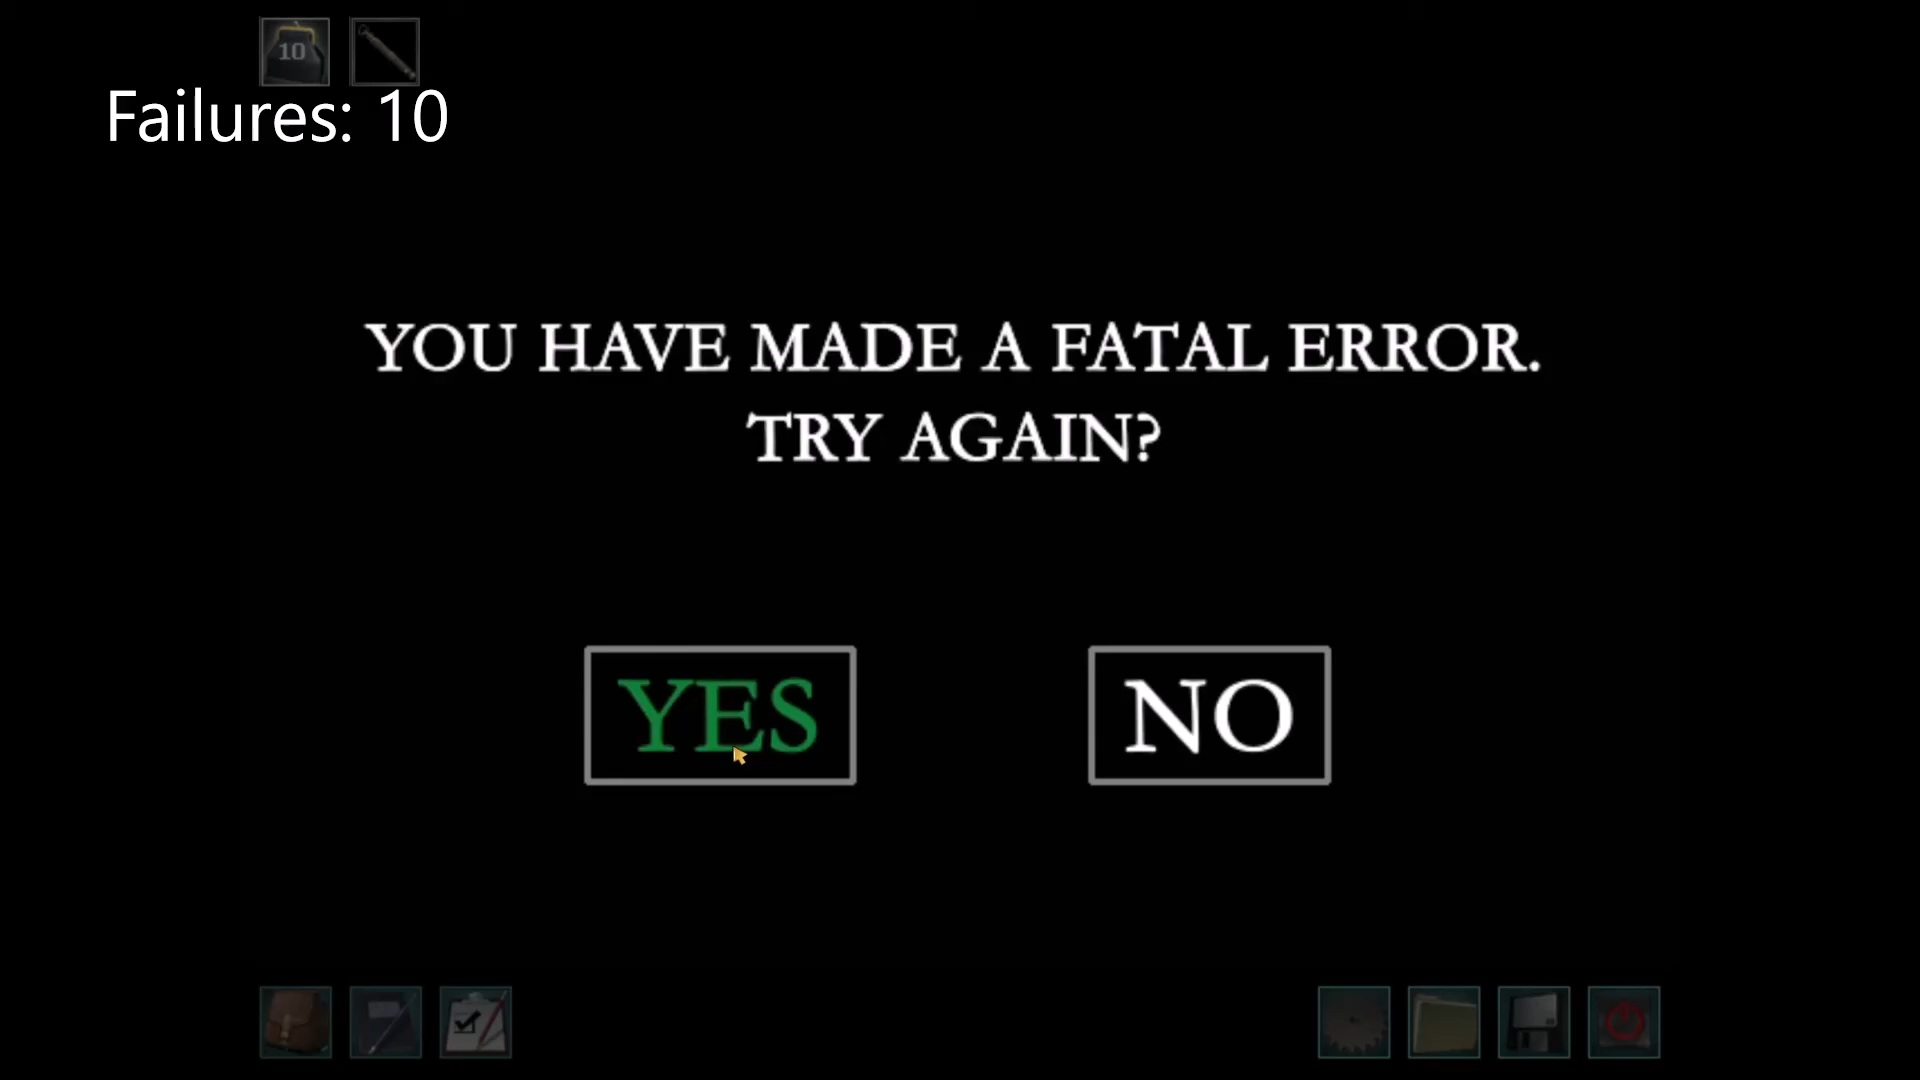 10
Failures: 10
YOU HAVE MADE A FATAL ERROR.
TRY AGAIN?
YES NO